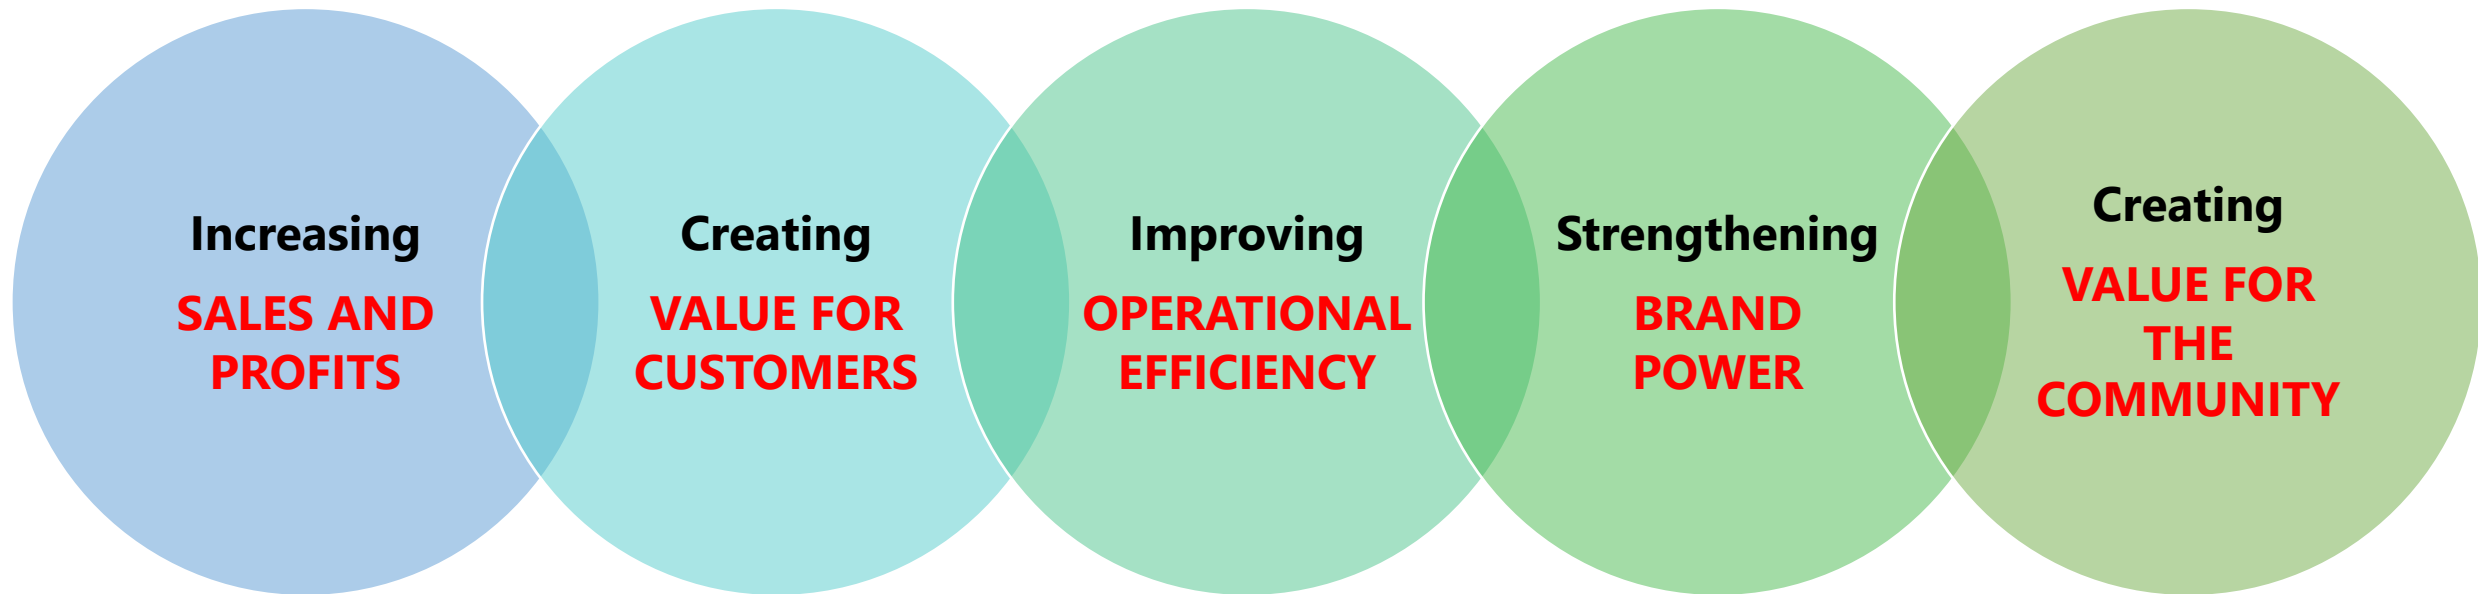 Increasing
SALES AND
PROFITS
Creating
VALUE FOR
CUSTOMERS
Improving
OPERATIONAL
EFFICIENCY
Strengthening
BRAND
POWER
Creating
VALUE FOR
THE
COMMUNITY